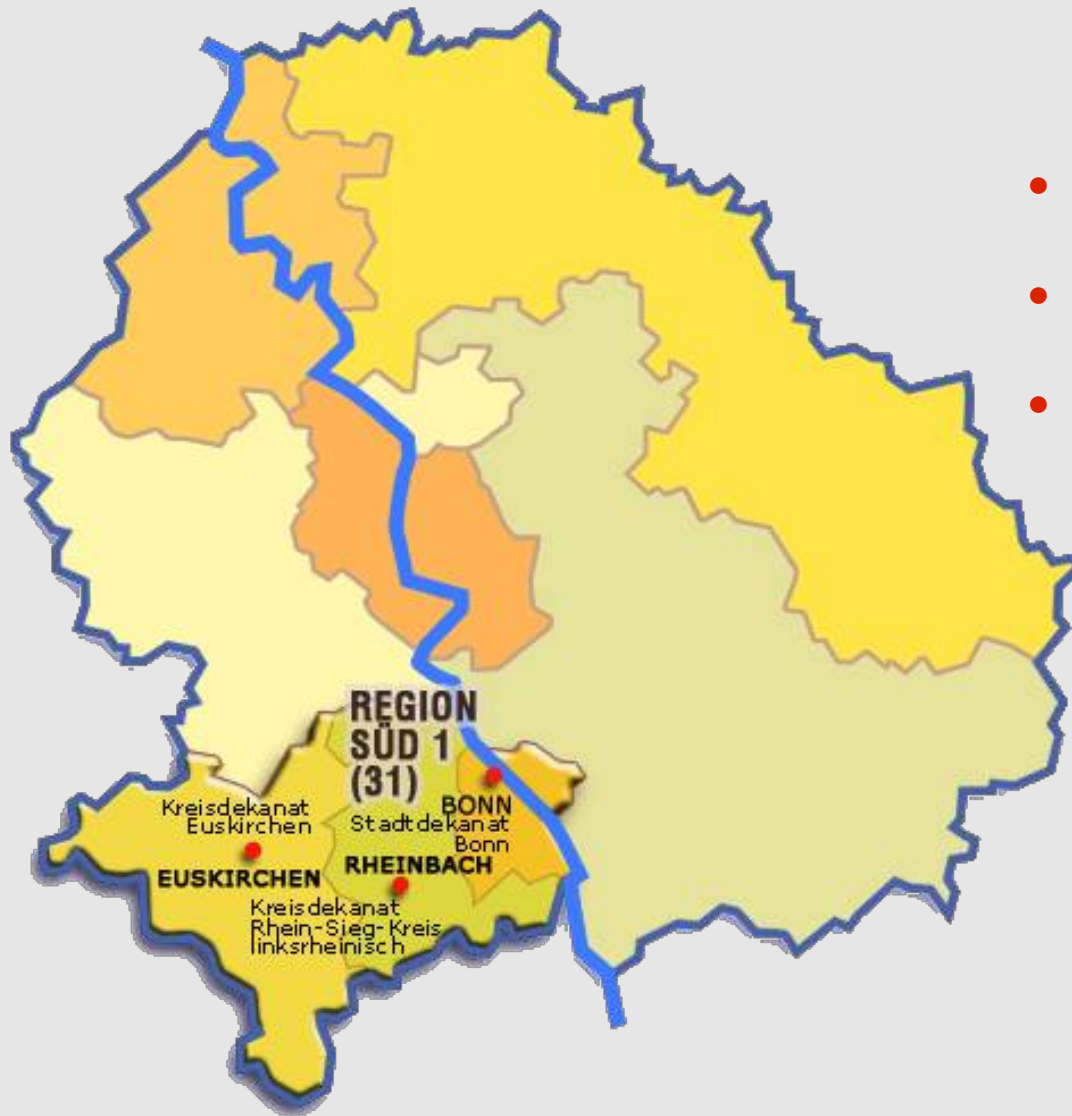 REGION
SÜD 1
(31)
Kreisdekanat
Euskirchen
EUSKIRCHEN
BONN
Stadtdekanat
Bonn
RHEINBACH
Kreisdekanat
Rhein-Sieg-Kreis
linksrheinisch